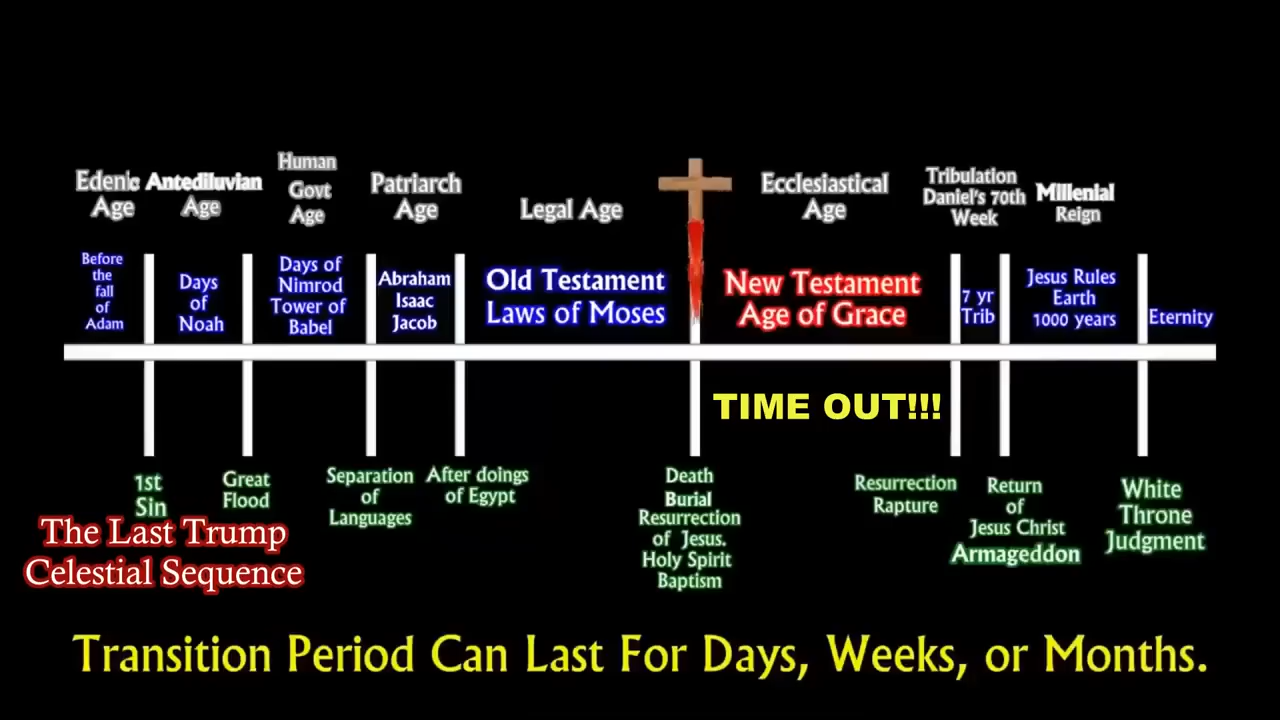 Edenic
Age
Antediluvian
Age
Human
Govt
Age
Patriarch
Age
Legal Age
Ecclesiastical
Age
Tribulation
Daniel's 70th
Week
Millenial
Reign
Before
the
fall
of
Adam
Days
of
Noah
Days of
Nimrod
Tower of
Babel
Abraham
Isaac
Jacob
Old Testament
Laws of Moses
New Testament
Age of Grace
7 yr
Trib
Jesus Rules
Earth
1000 years
Eternity
TIME OUT!!!
1st
Sin
Great
Flood
Separation
of
Languages
After doings
of Egypt
Death
Burial
Resurrection
of Jesus.
Holy Spirit
Baptism
Resurrection
Rapture
Return
of
Jesus Christ
Armageddon
White
Throne
Judgment
The Last Trump
Celestial Sequence
Transition Period Can Last For Days, Weeks, or Months.